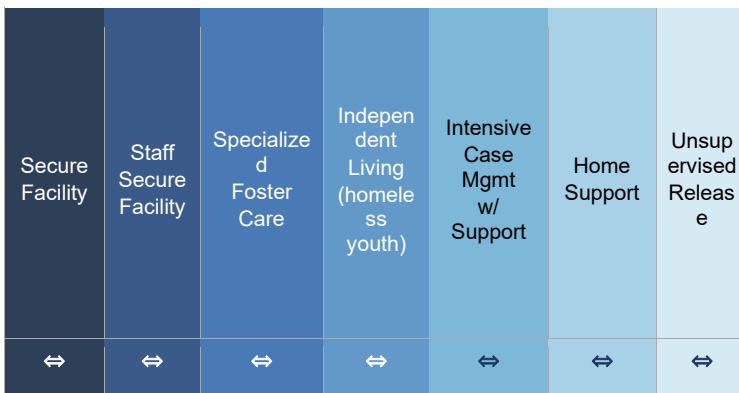 Secure
Facility
Staff
Secure
Facility
Specialize
d
Foster
Care
Indepen
dent
Living
(homele
ss
youth)
Intensive
Case
Mgmt
w/
Support
Home
Support
Unsup
ervised
Releas
e
⇔ ⇔ ⇔ ⇔ ⇔ ⇔ ⇔